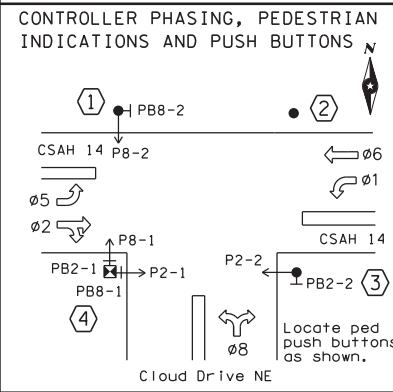 CONTROLLER PHASING, PEDESTRIAN
INDICATIONS AND PUSH BUTTONS
N
1
PB8-2
2
CSAH 14
P8-2
ø6
ø1
ø5
ø2
P8-1
CSAH 14
PB2-1
P2-1
P2-2
PB2-2
3
PB8-1
4
ø8
Locate ped
push buttons
as shown.
Cloud Drive NE